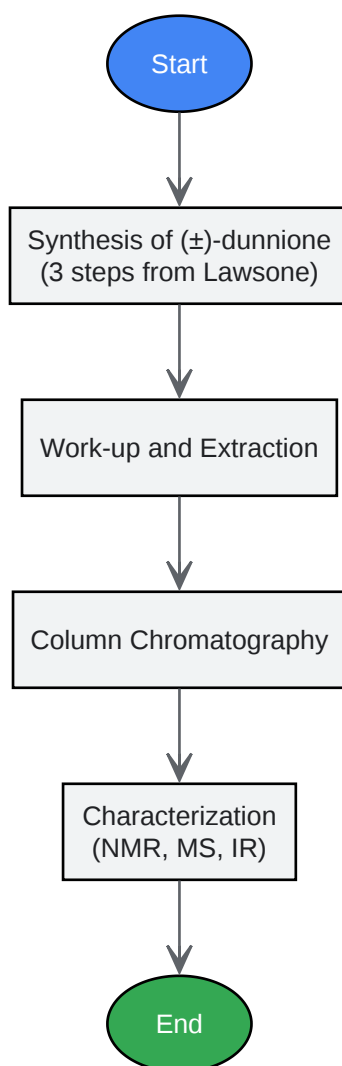 Start
Synthesis of (±)-dunnione
(3 steps from Lawsone)
Work-up and Extraction
Column Chromatography
Characterization
(NMR, MS, IR)
End